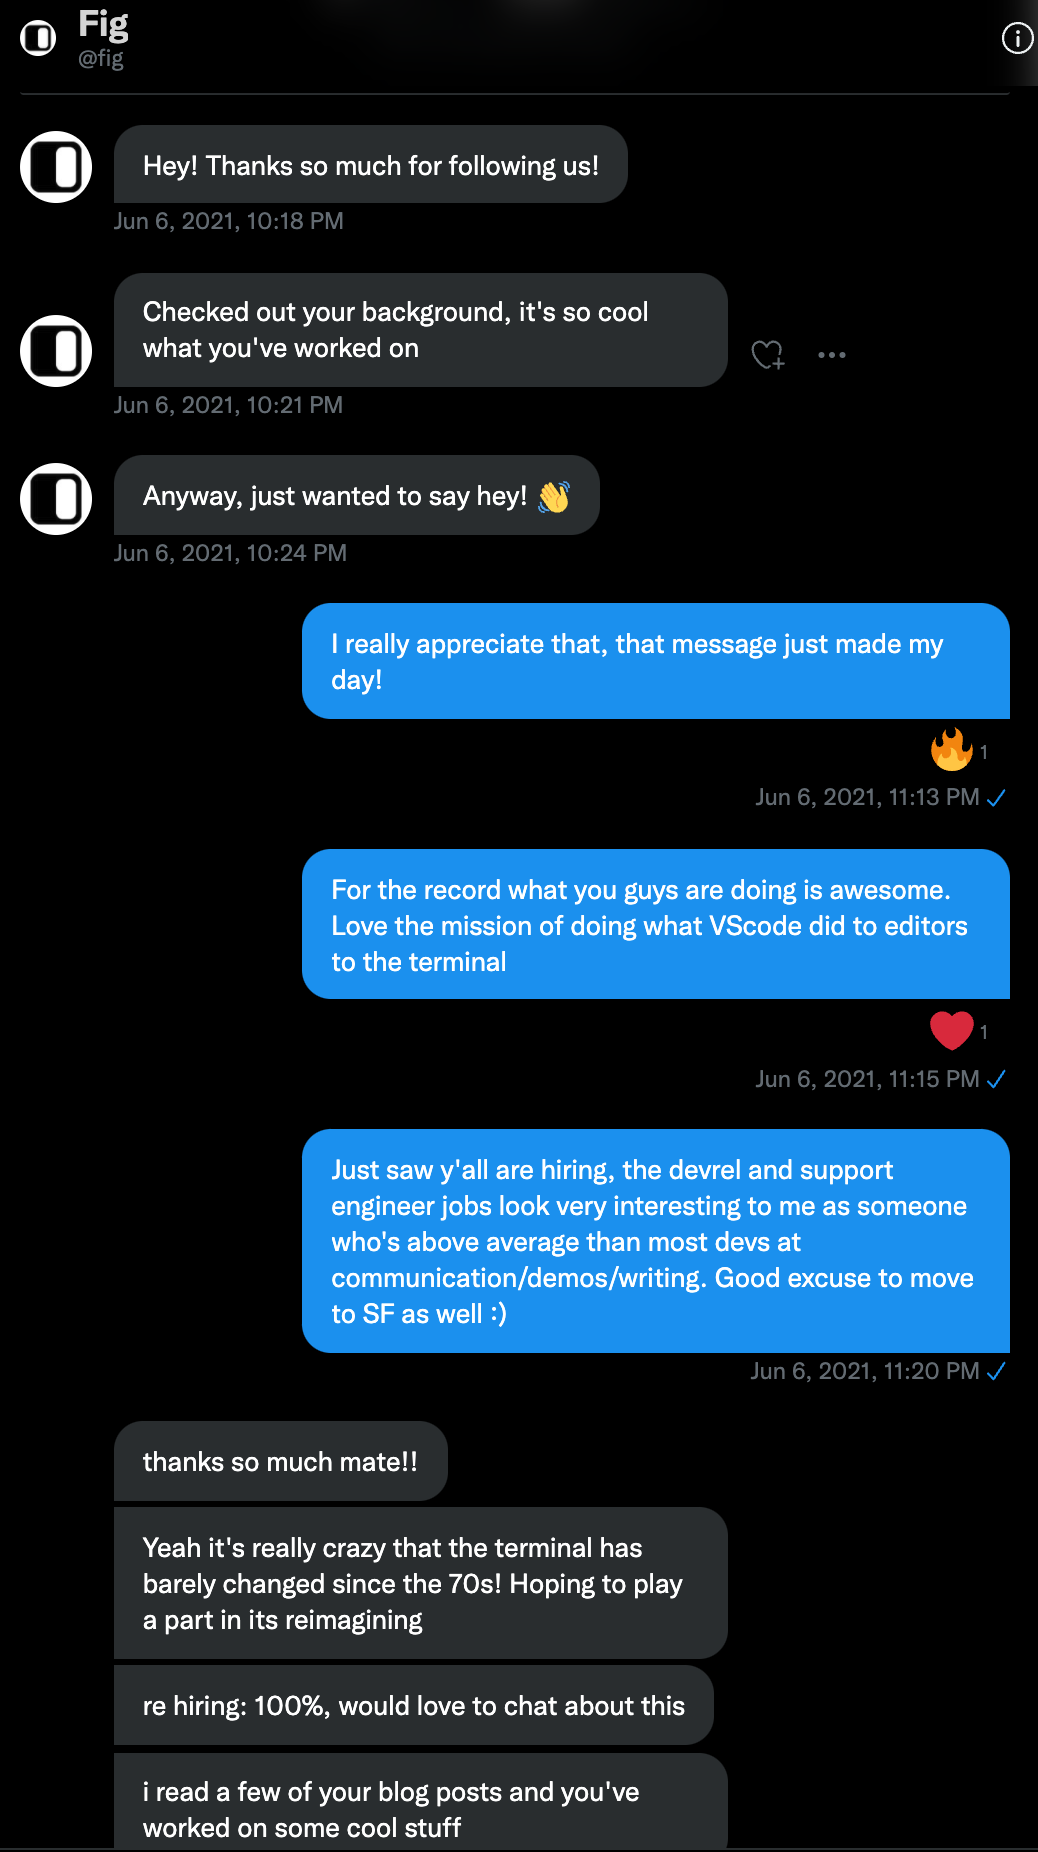 Fig
@fig
Hey! Thanks so much for following us!
Jun 6, 2021, 10:18 PM
Checked out your background, it's so cool
what you've worked on
Jun 6, 2021, 10:21 PM
Anyway, just wanted to say hey! 👋
Jun 6, 2021, 10:24 PM
I really appreciate that, that message just made my
day!
🔥 1
Jun 6, 2021, 11:13 PM ✓
For the record what you guys are doing is awesome.
Love the mission of doing what VScode did to editors
to the terminal
❤️ 1
Jun 6, 2021, 11:15 PM ✓
Just saw y'all are hiring, the devrel and support
engineer jobs look very interesting to me as someone
who's above average than most devs at
communication/demos/writing. Good excuse to move
to SF as well :)
Jun 6, 2021, 11:20 PM ✓
thanks so much mate!!
Yeah it's really crazy that the terminal has
barely changed since the 70s! Hoping to play
a part in its reimagining
re hiring: 100%, would love to chat about this
i read a few of your blog posts and you've
worked on some cool stuff